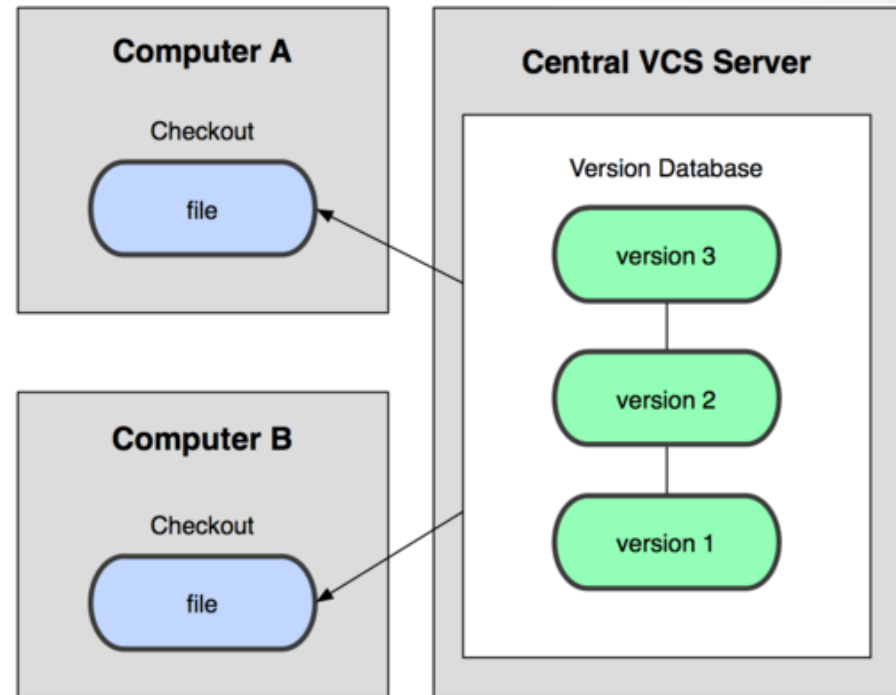 Computer A
Checkout
file
Computer B
Checkout
file
Central VCS Server
Version Database
version 3
version 2
version 1